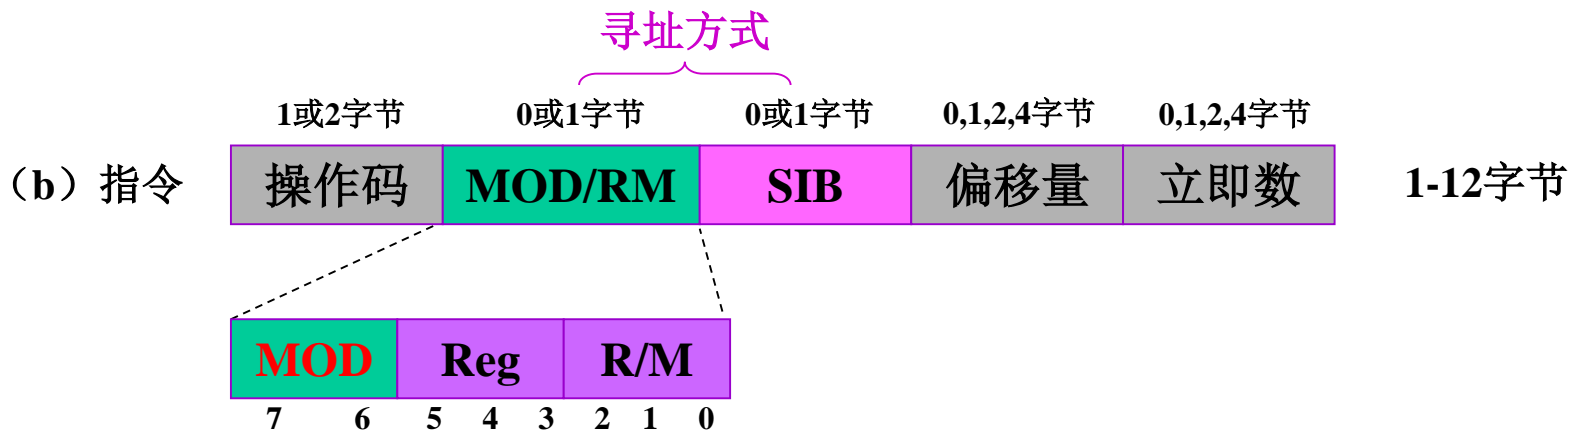 寻址方式
1或2字节 0或1字节 0或1字节 0,1,2,4字节 0,1,2,4字节
（b）指令 操作码 MOD/RM SIB 偏移量 立即数 1-12字节
MOD Reg R/M
7 6 5 4 3 2 1 0